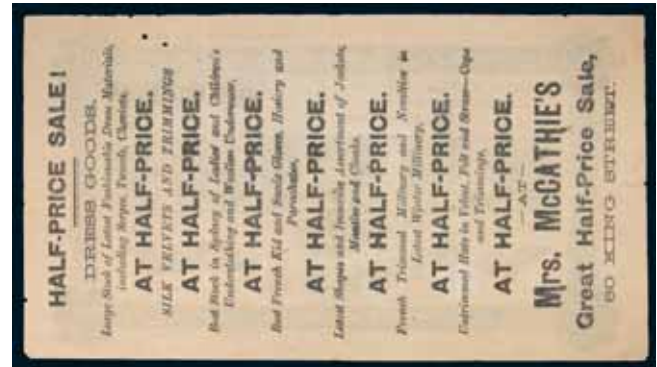 HALF-PRICE SALE!
DRESS GOODS.
Large Stock of Latest Fashionable Dress Materials,
including Serges, Tweeds,
AT HALF-PRICE.
SILK VELVETS AND TRIMMINGS
AT HALF-PRICE.
Best Stock in Sydney of Ladies' and Children's
Underclothing and Woollen Underwear,
AT HALF-PRICE.
Best French Kid and Suede Gloves, Hosiery and
Parachutes,
AT HALF-PRICE.
Latest Shapes and Assortment of Jackets,
Mantles and Cloaks,
AT HALF-PRICE.
French Trimmed Millinery and Novelties in
Latest Winter Millinery,
AT HALF-PRICE.
Untrimmed Hats in Velvet, Felt and Straw—Caps
and Trimmings,
AT HALF-PRICE.
—AT—
Mrs. McCATHIE'S
Great Half-Price Sale,
80 KING STREET.